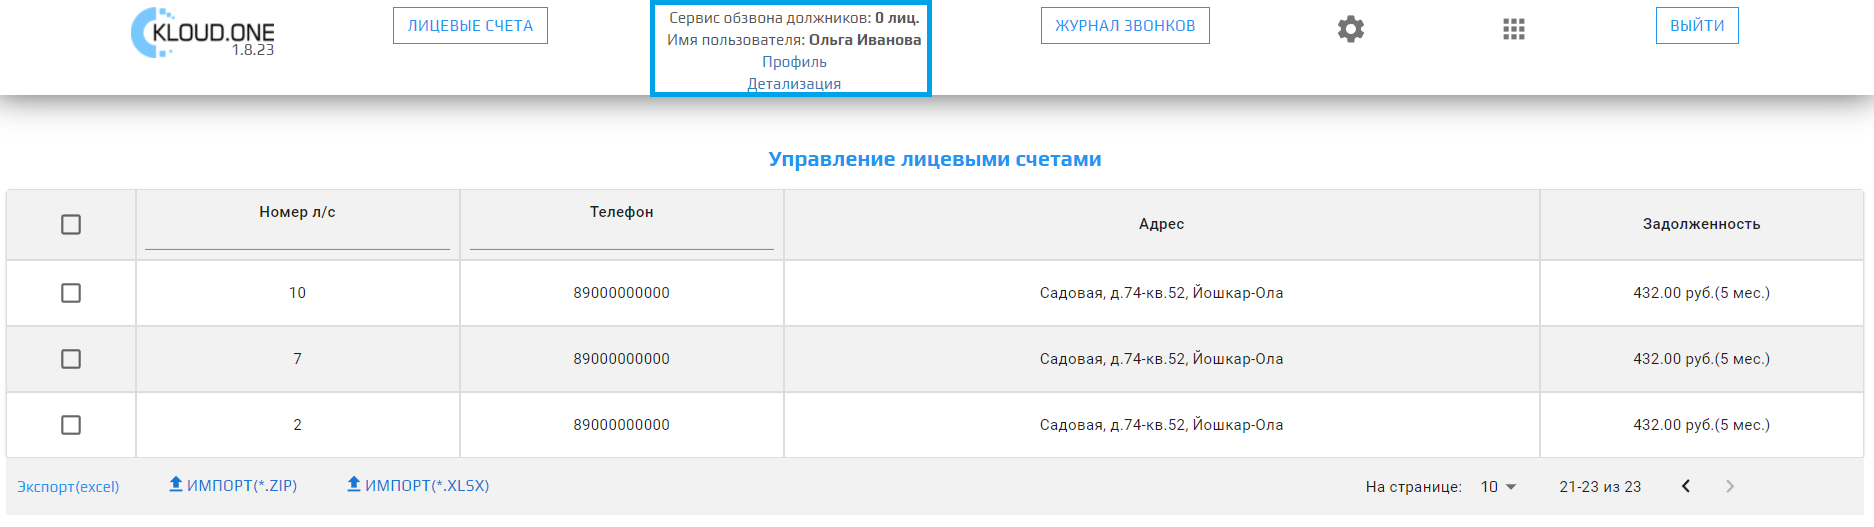 KLOUD.ONE
1.8.23
ЛИЦЕВЫЕ СЧЕТА
Сервис обзвона должников: 0 лиц.
Имя пользователя: Ольга Иванова
Профиль
Детализация
ЖУРНАЛ ЗВОНКОВ
ВЫЙТИ
Управление лицевыми счетами
Номер л/с Телефон Адрес Задолженность
10 89000000000 Садовая, д.74-кв.52, Йошкар-Ола 432.00 руб.(5 мес.)
7 89000000000 Садовая, д.74-кв.52, Йошкар-Ола 432.00 руб.(5 мес.)
2 89000000000 Садовая, д.74-кв.52, Йошкар-Ола 432.00 руб.(5 мес.)
Экспорт(excel) ИМПОРТ(*.ZIP) ИМПОРТ(*.XLSX) На странице: 10 21-23 из 23